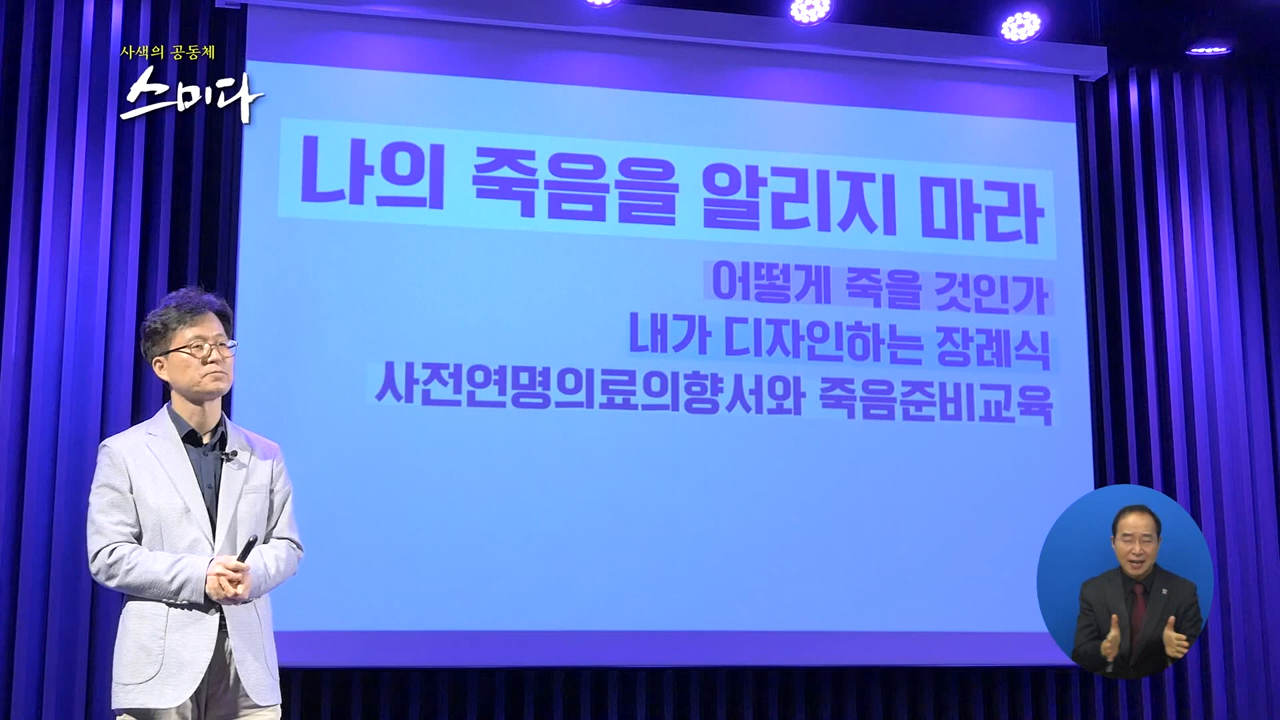 사색의 공동체
스미다
나의 죽음을 알리지 마라
어떻게 죽을 것인가
내가 디자인하는 장례식
사전연명의료의향서와 죽음준비교육